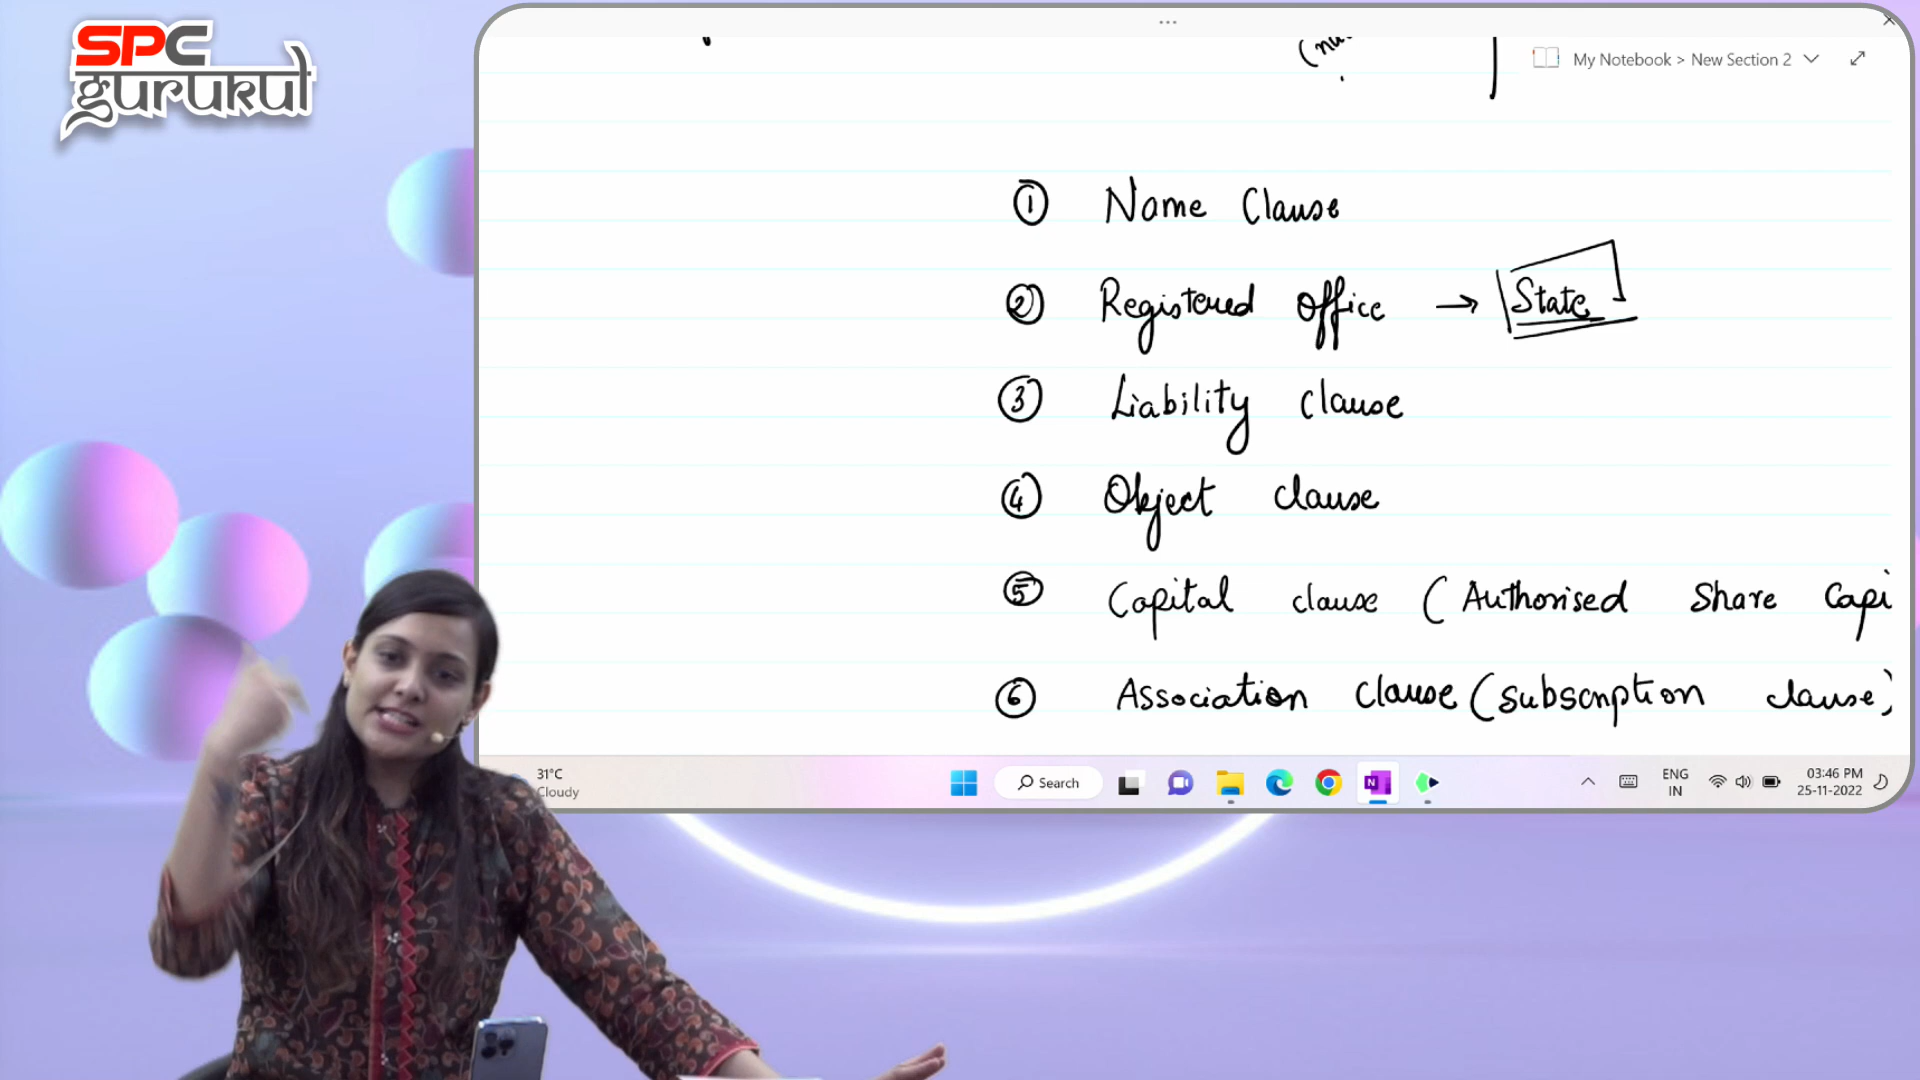 SPC
gurukul
My Notebook > New Section 2
① Name Clause
② Registered office → State
③ Liability clause
④ Object clause
⑤ Capital clause (Authorised Share Capi
⑥ Association clause (subscription clause)
31°C
Cloudy
Search
ENG
IN
03:46 PM
25-11-2022